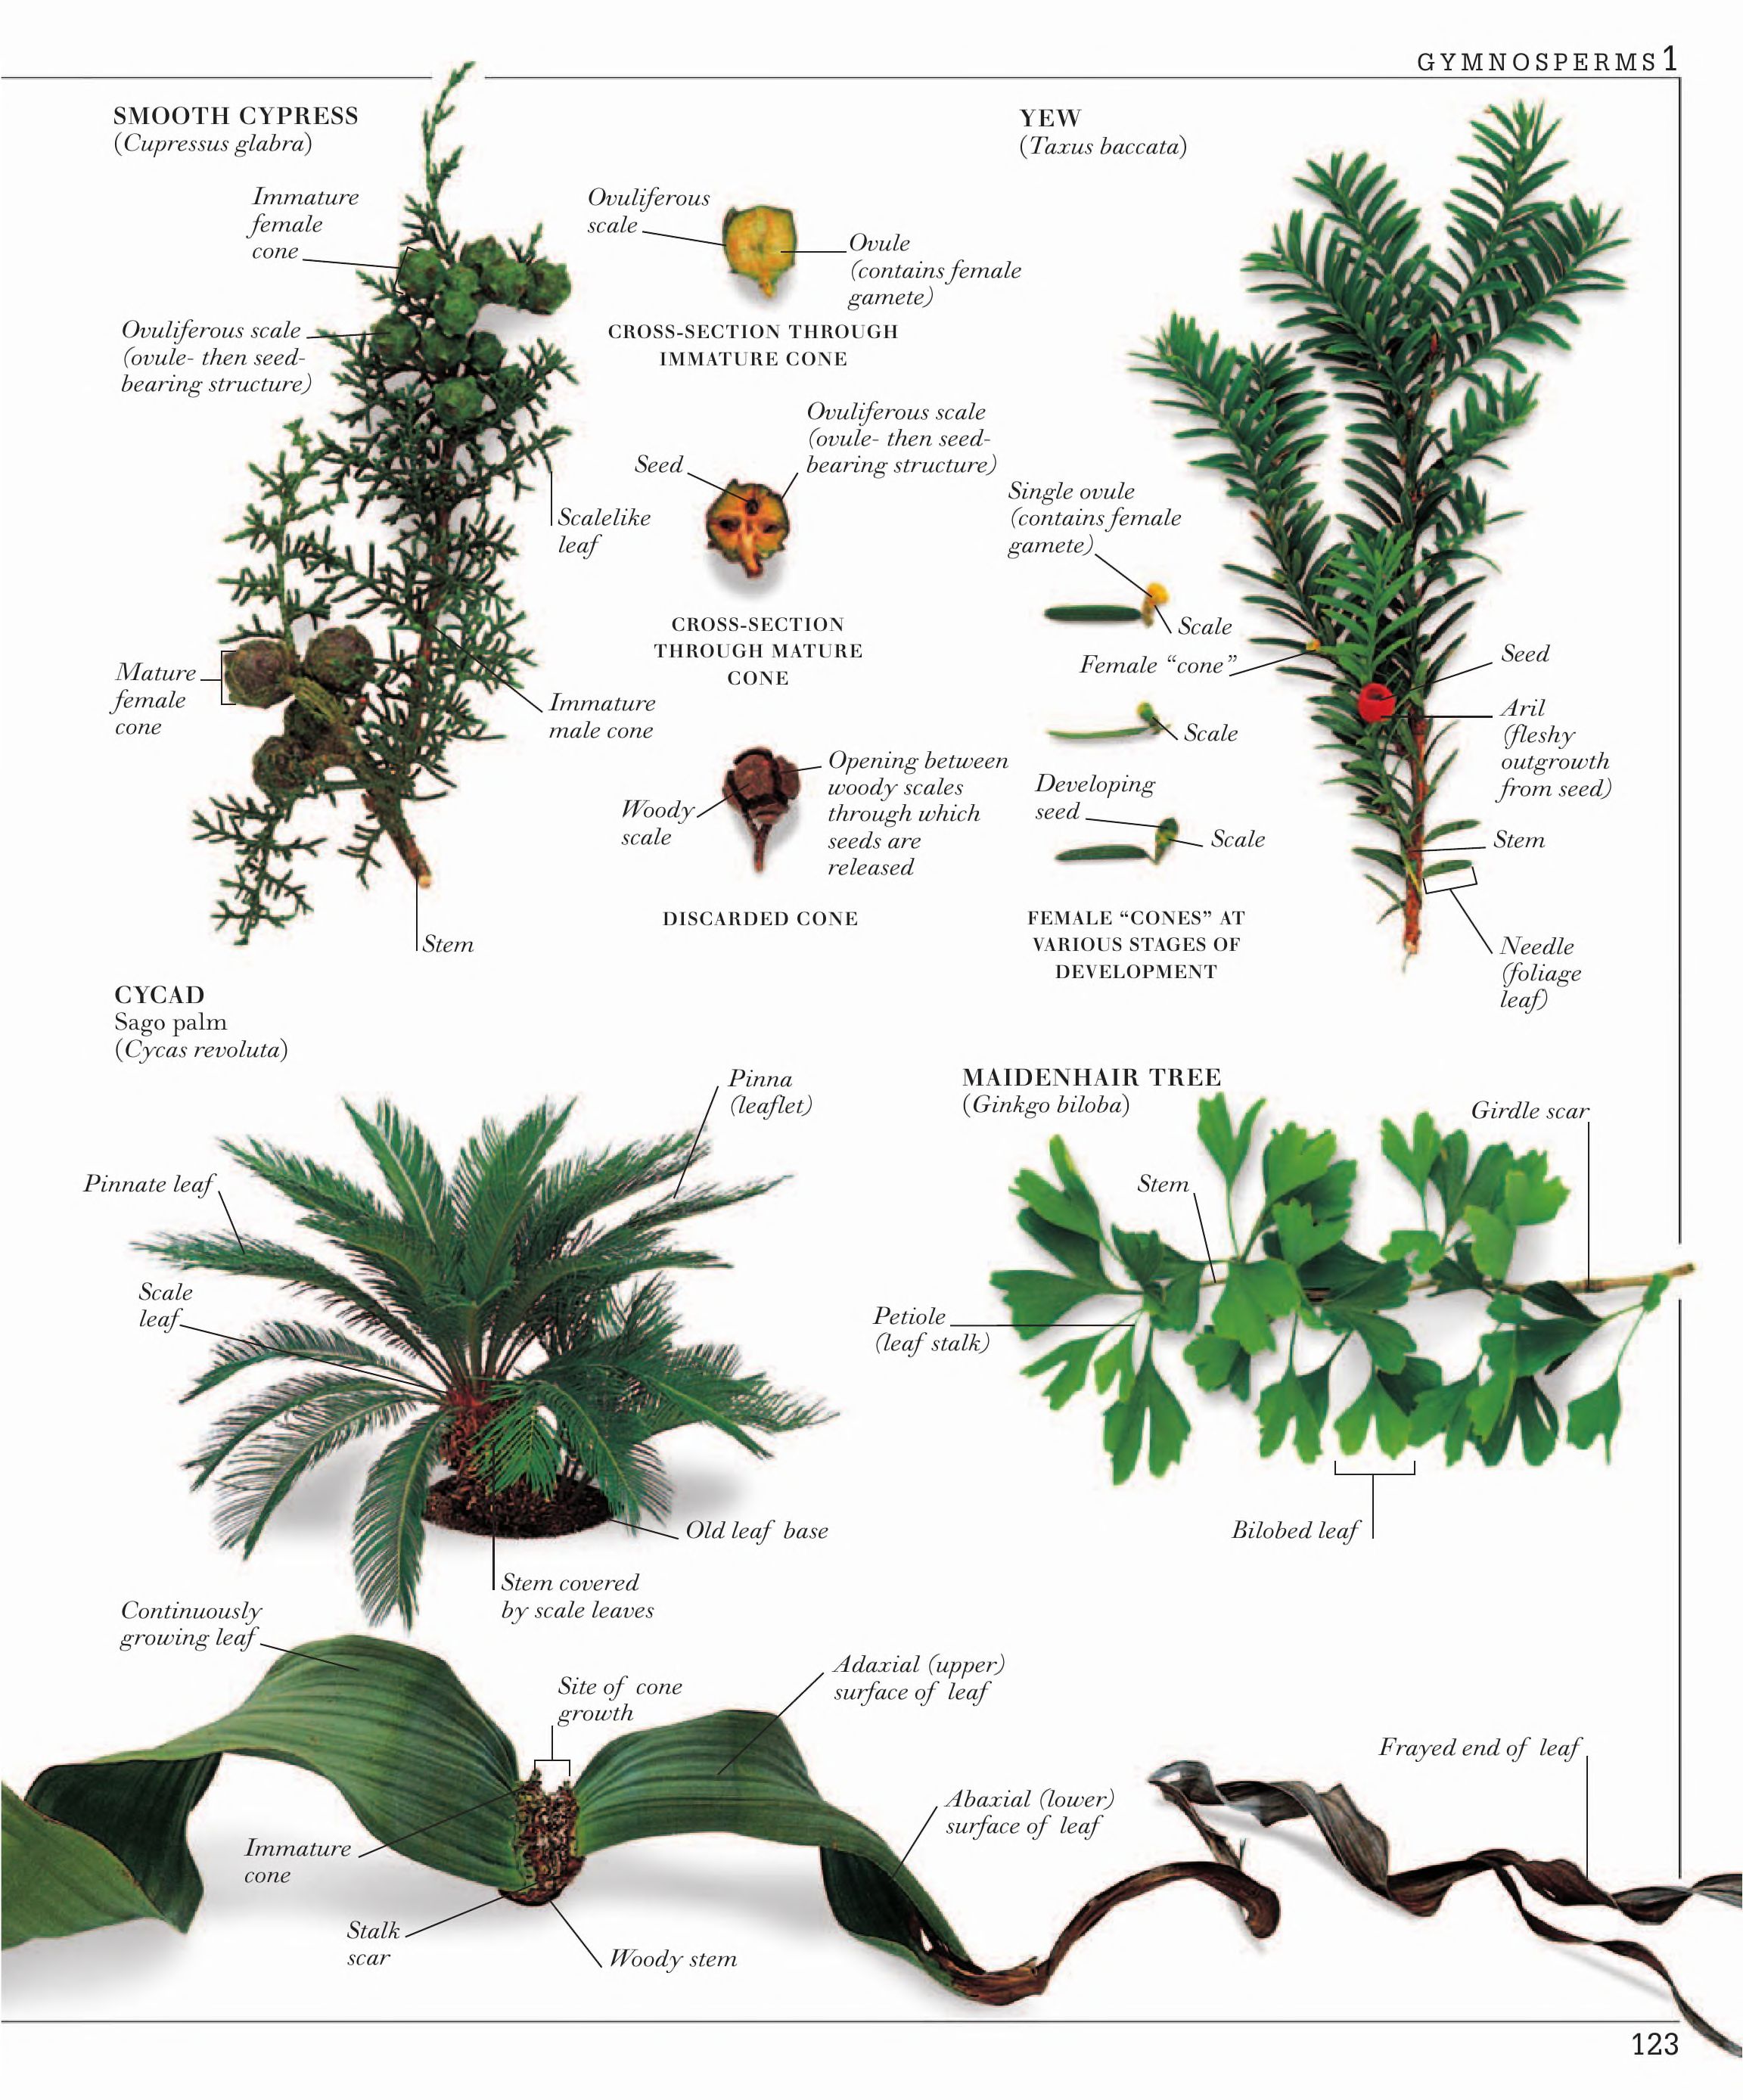 GYMNOSPERMS 1
SMOOTH CYPRESS
(Cupressus glabra)
Immature
female
cone
Ovuliferous scale
(ovule- then seed-
bearing structure)
Scalelike
leaf
Mature
female
cone
Immature
male cone
Stem
Ovuliferous
scale
Ovule
(contains female
gamete)
CROSS-SECTION THROUGH
IMMATURE CONE
Ovuliferous scale
(ovule- then seed-
bearing structure)
Seed
CROSS-SECTION
THROUGH MATURE
CONE
Opening between
woody scales
through which
seeds are
released
Woody
scale
DISCARDED CONE
YEW
(Taxus baccata)
Single ovule
(contains female
gamete)
Scale
Female “cone”
Scale
Developing
seed
Scale
FEMALE “CONES” AT
VARIOUS STAGES OF
DEVELOPMENT
Seed
Aril
(fleshy
outgrowth
from seed)
Stem
Needle
(foliage
leaf)
CYCAD
Sago palm
(Cycas revoluta)
Pinna
(leaflet)
Pinnate leaf
Scale
leaf
Old leaf base
Stem covered
by scale leaves
MAIDENHAIR TREE
(Ginkgo biloba)
Girdle scar
Stem
Petiole
(leaf stalk)
Bilobed leaf
Continuously
growing leaf
Site of cone
growth
Adaxial (upper)
surface of leaf
Abaxial (lower)
surface of leaf
Frayed end of leaf
Immature
cone
Stalk
scar
Woody stem
123